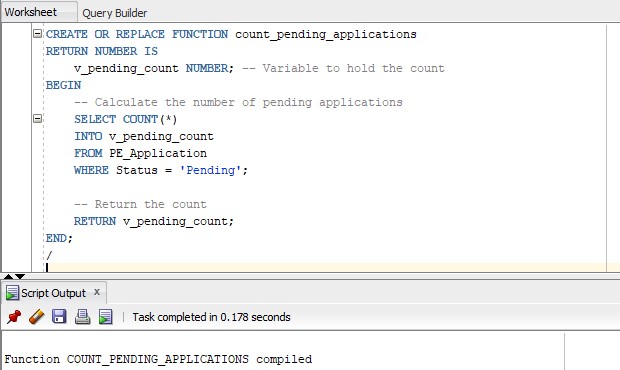 Worksheet Query Builder
CREATE OR REPLACE FUNCTION count_pending_applications
RETURN NUMBER IS
    v_pending_count NUMBER; -- Variable to hold the count
BEGIN
    -- Calculate the number of pending applications
    SELECT COUNT(*)
    INTO v_pending_count
    FROM PE_Application
    WHERE Status = 'Pending';
    -- Return the count
    RETURN v_pending_count;
END;
/
Script Output x
Task completed in 0.178 seconds
Function COUNT_PENDING_APPLICATIONS compiled